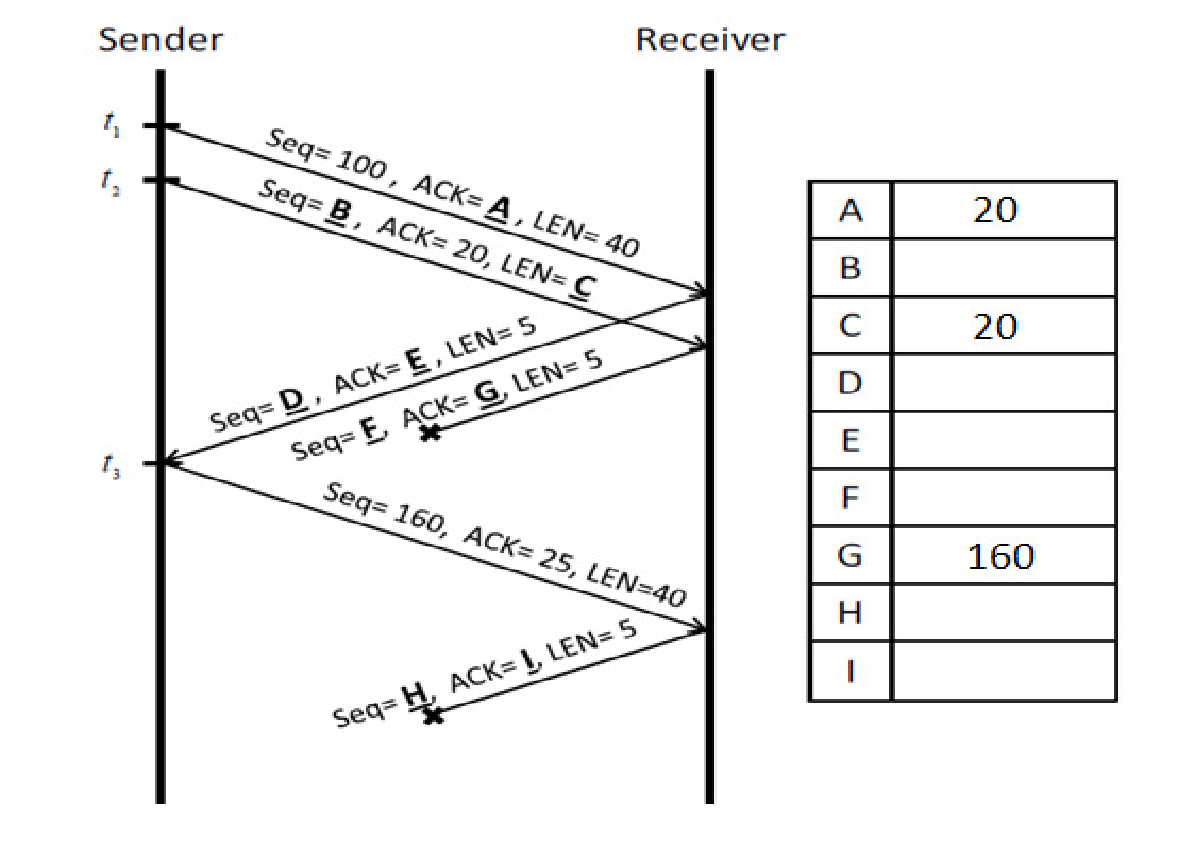 Sender
Receiver
t1
Seq= 100 , ACK= A , LEN= 40
t2
Seq= B , ACK= 20, LEN= C
Seq= D , ACK= E , LEN= 5
Seq= F, ACK= G, LEN= 5
t3
Seq= 160, ACK= 25, LEN=40
Seq= H, ACK= I, LEN= 5
A 20
B
C 20
D
E
F
G 160
H
I